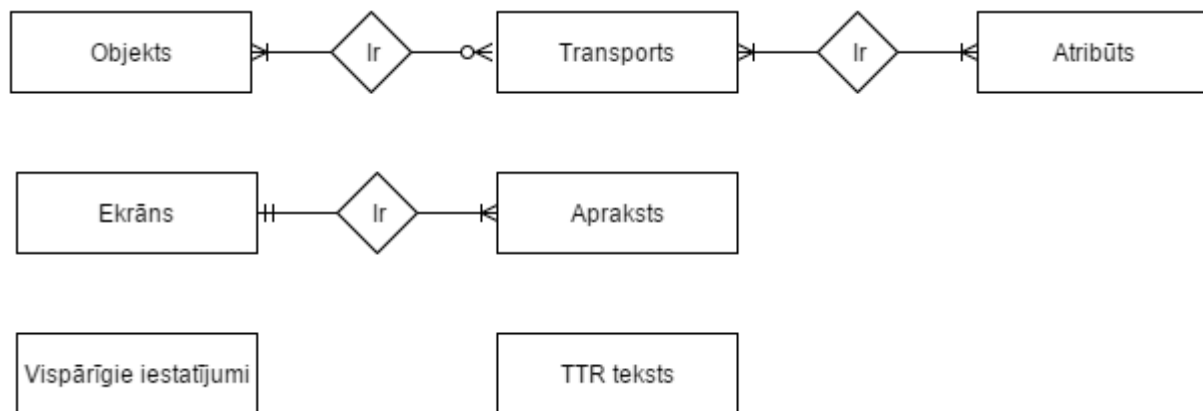 Objekts
Ir
Transports
Ir
Atribūts
Ekrāns
Ir
Apraksts
Vispārīgie iestatījumi
TTR teksts